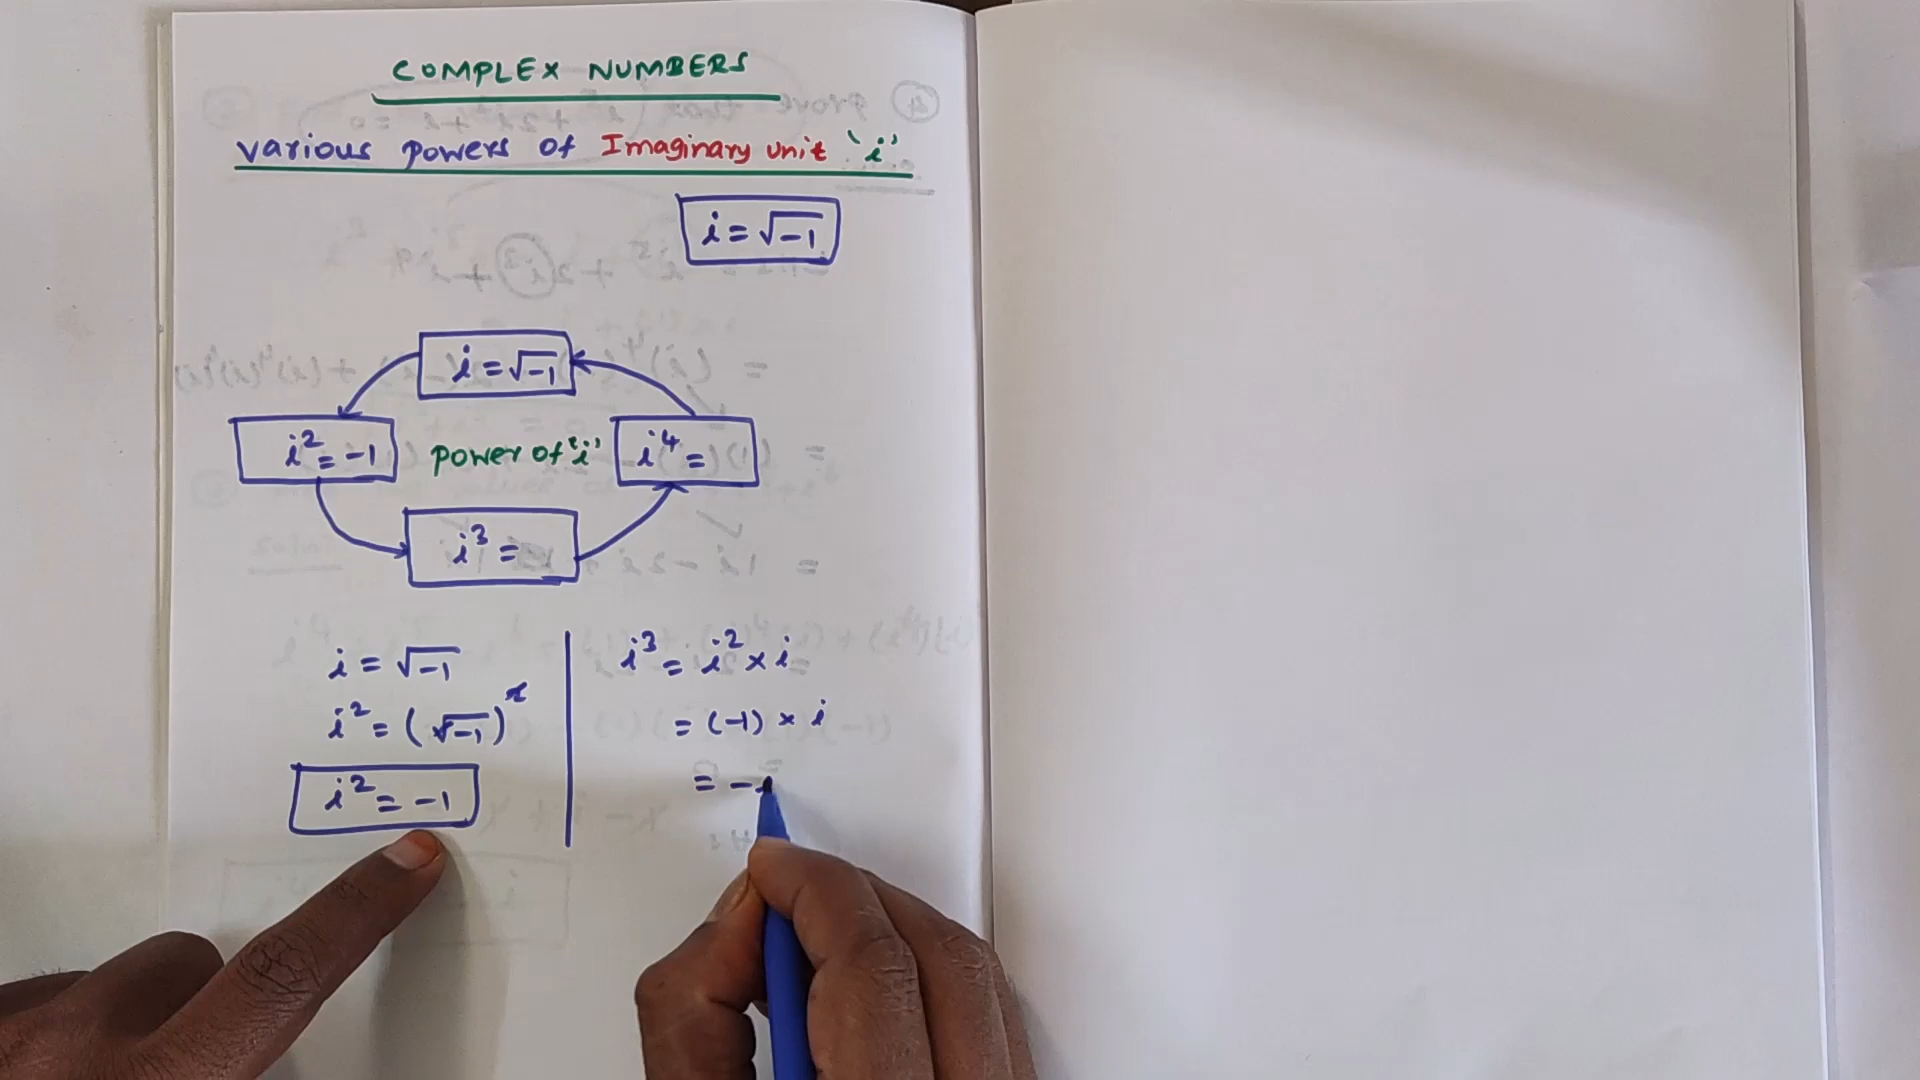 COMPLEX NUMBERS
various powers of Imaginary unit 'i'
i = √-1
i = √-1
i² = -1
power of 'i'
i⁴ =
i³ =
i = √-1
i² = (√-1)²
i² = -1
i³ = i² × i
= (-1) × i
= -i